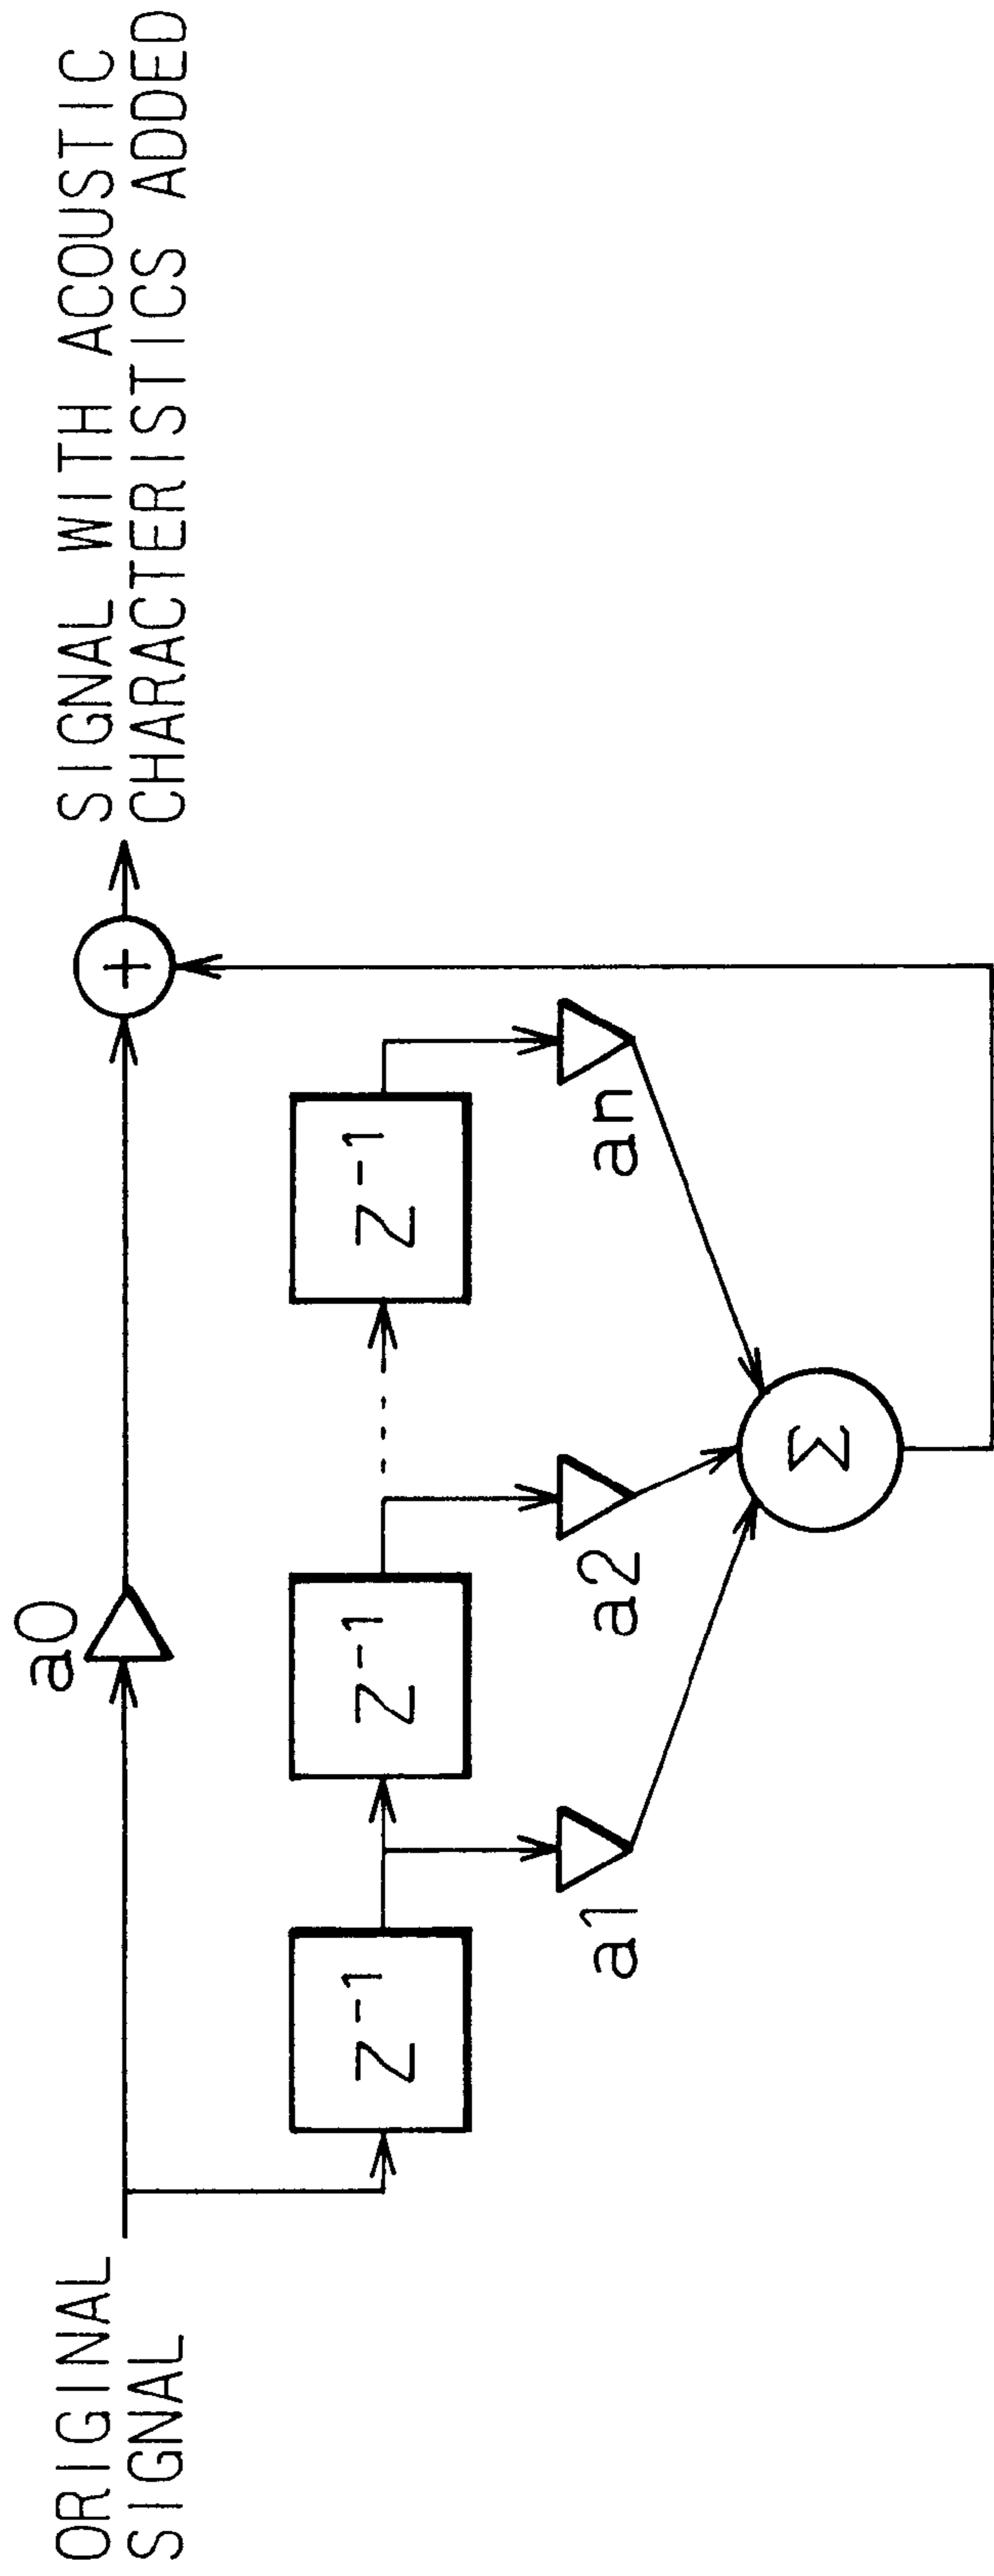 ORIGINAL
SIGNAL
a0
+
SIGNAL WITH ACOUSTIC
CHARACTERISTICS ADDED
Z⁻¹
Z⁻¹
Z⁻¹
a1
a2
an
Σ